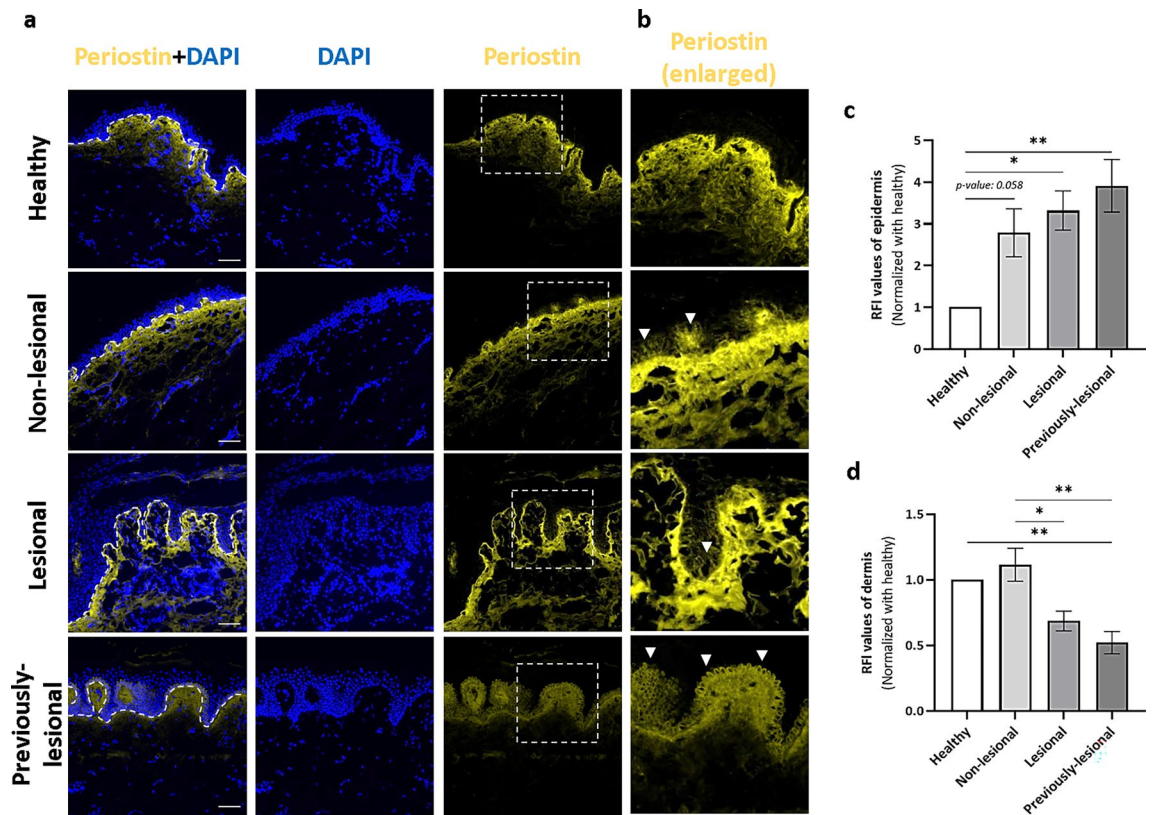 a
b
Periostin+DAPI
DAPI
Periostin
Periostin
(enlarged)
Healthy
Non-lesional
Lesional
Previously-
lesional
c
RFI values of epidermis
(Normalized with healthy)
5
4
3
2
1
0
**
*
p-value: 0.058
Healthy
Non-lesional
Lesional
Previously-lesional
d
RFI values of dermis
(Normalized with healthy)
1.5
1.0
0.5
0.0
**
*
**
Healthy
Non-lesional
Lesional
Previously-lesional